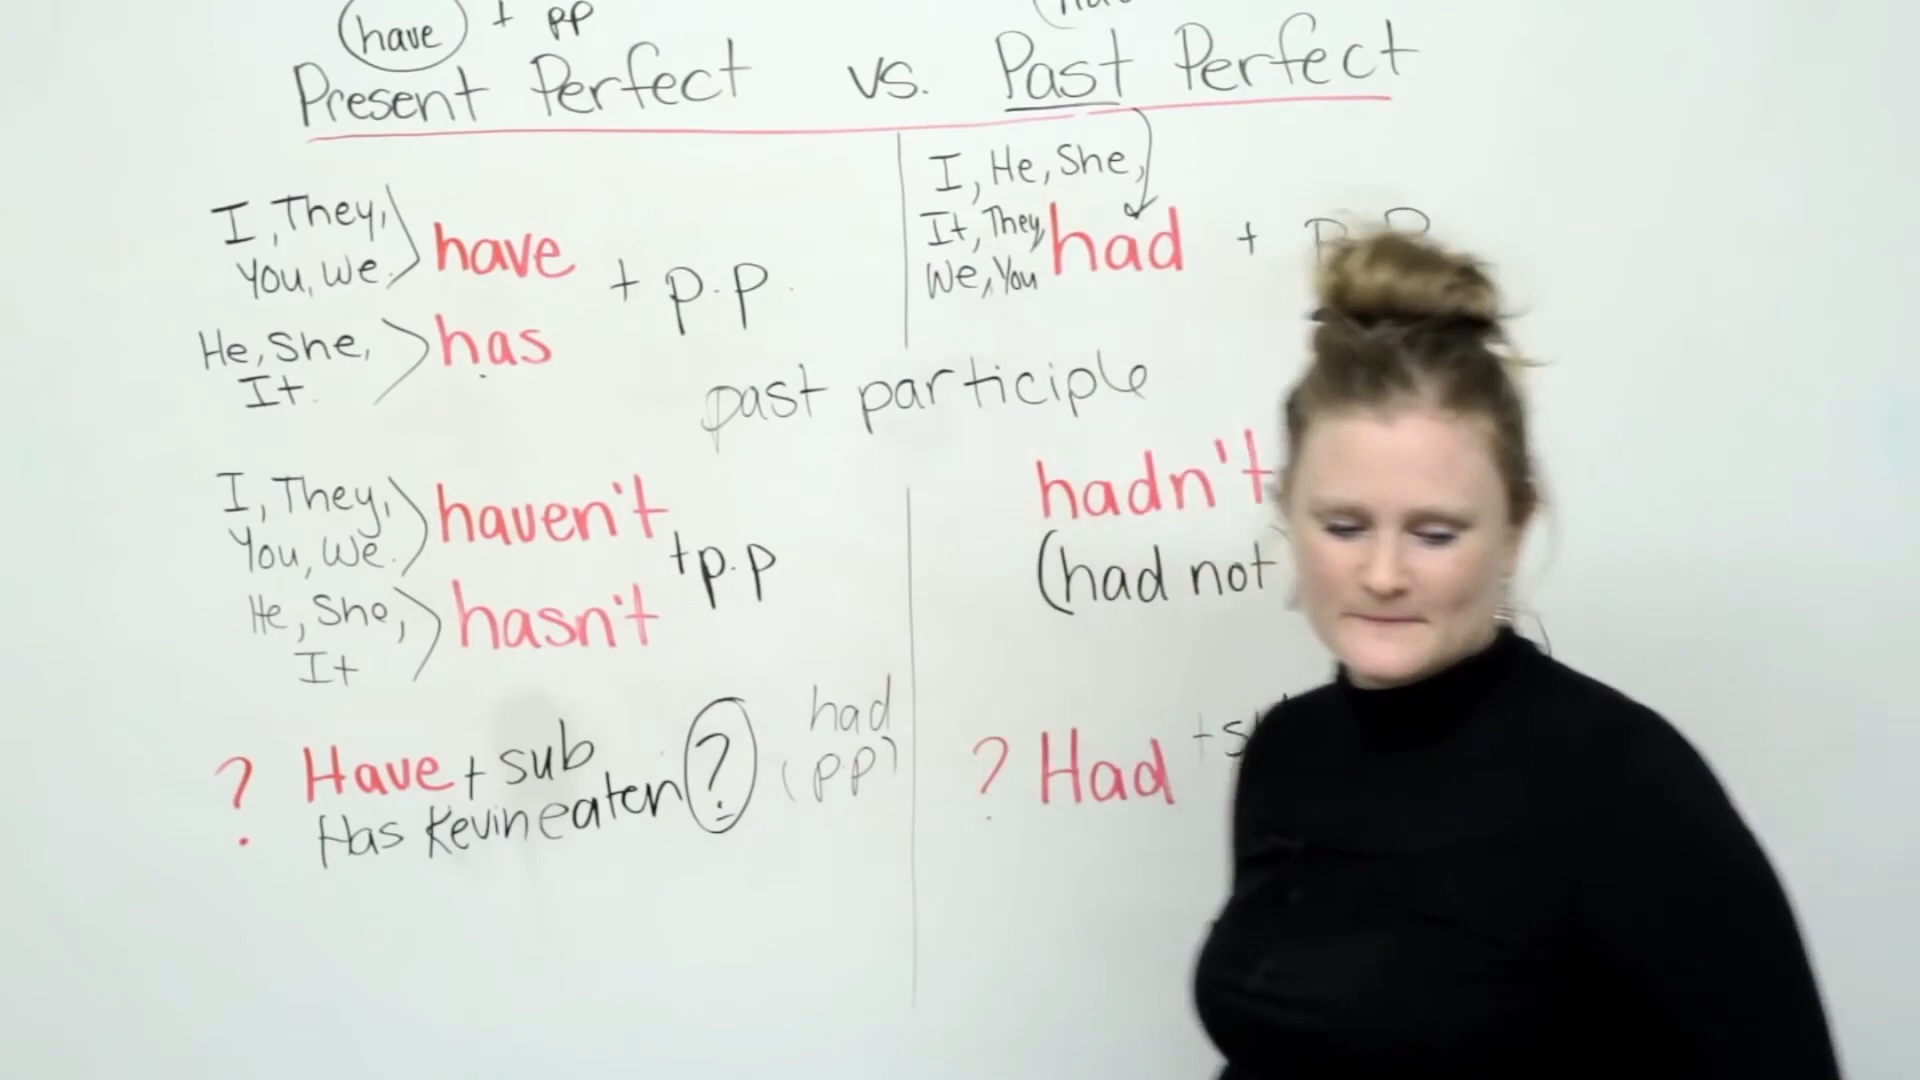 have + pp
Present Perfect vs. Past Perfect
I, They,
You, We.
have
He, She,
It.
has
+ p.p.
I, He, She,
It, They,
We, You
had +
past participle
I, They,
You, We.
haven't
He, She,
It
hasn't
+p.p
hadn't
(had not
? Have + sub
Has Kevin eaten ?
had
(pp)
? Had +